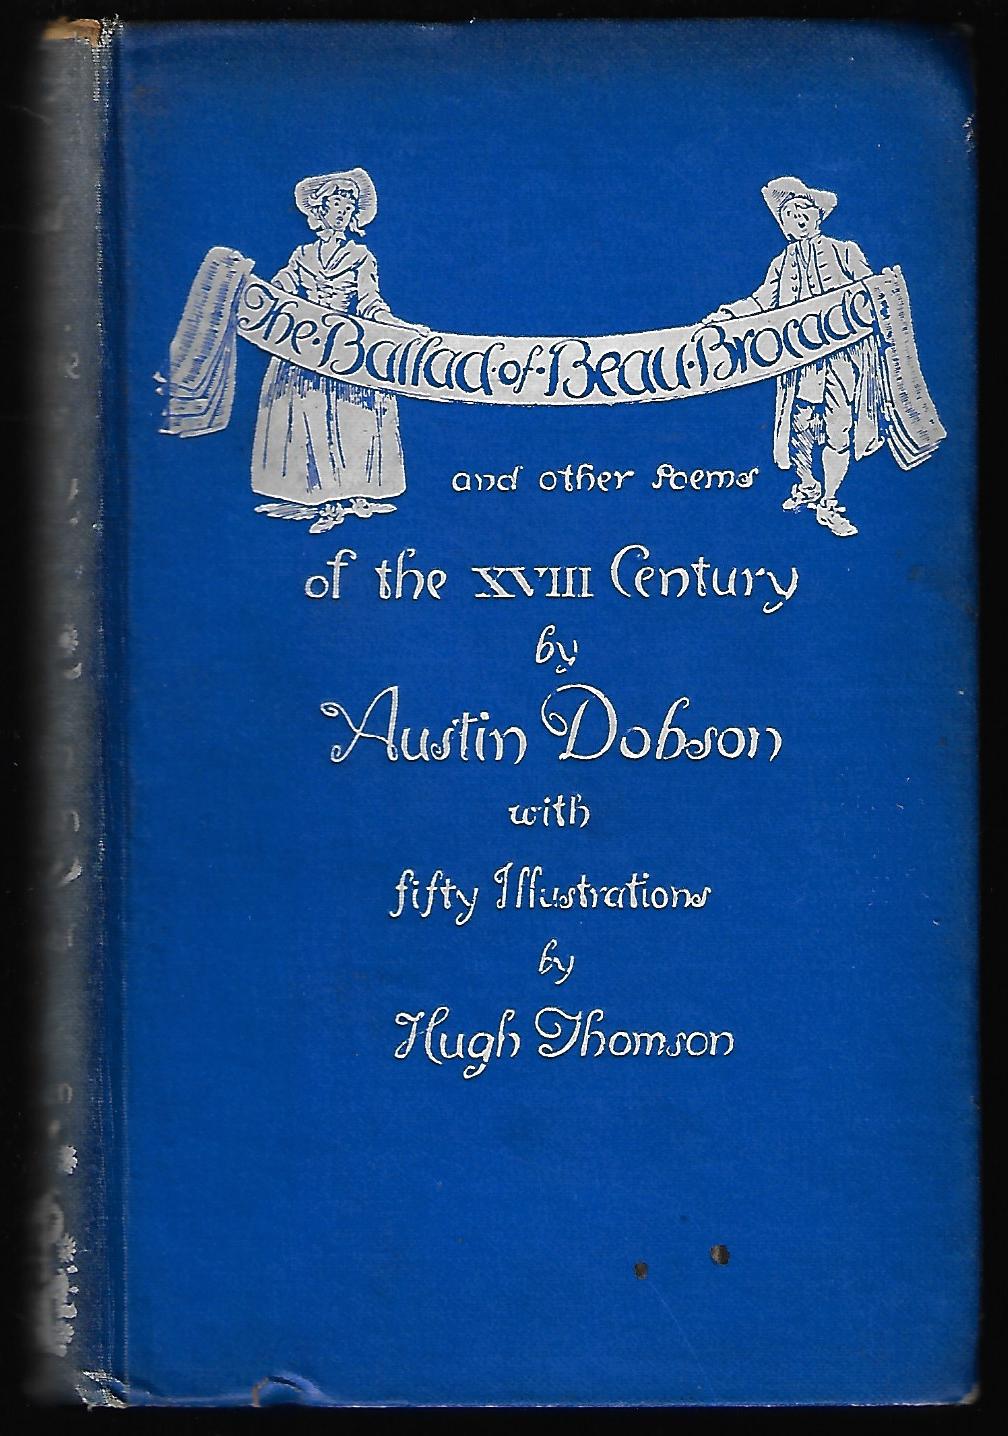 The·Ballad·of·Beau·Brocade
and other Poems
of the XVIII Century
by
Austin Dobson
with
fifty Illustrations
by
Hugh Thomson